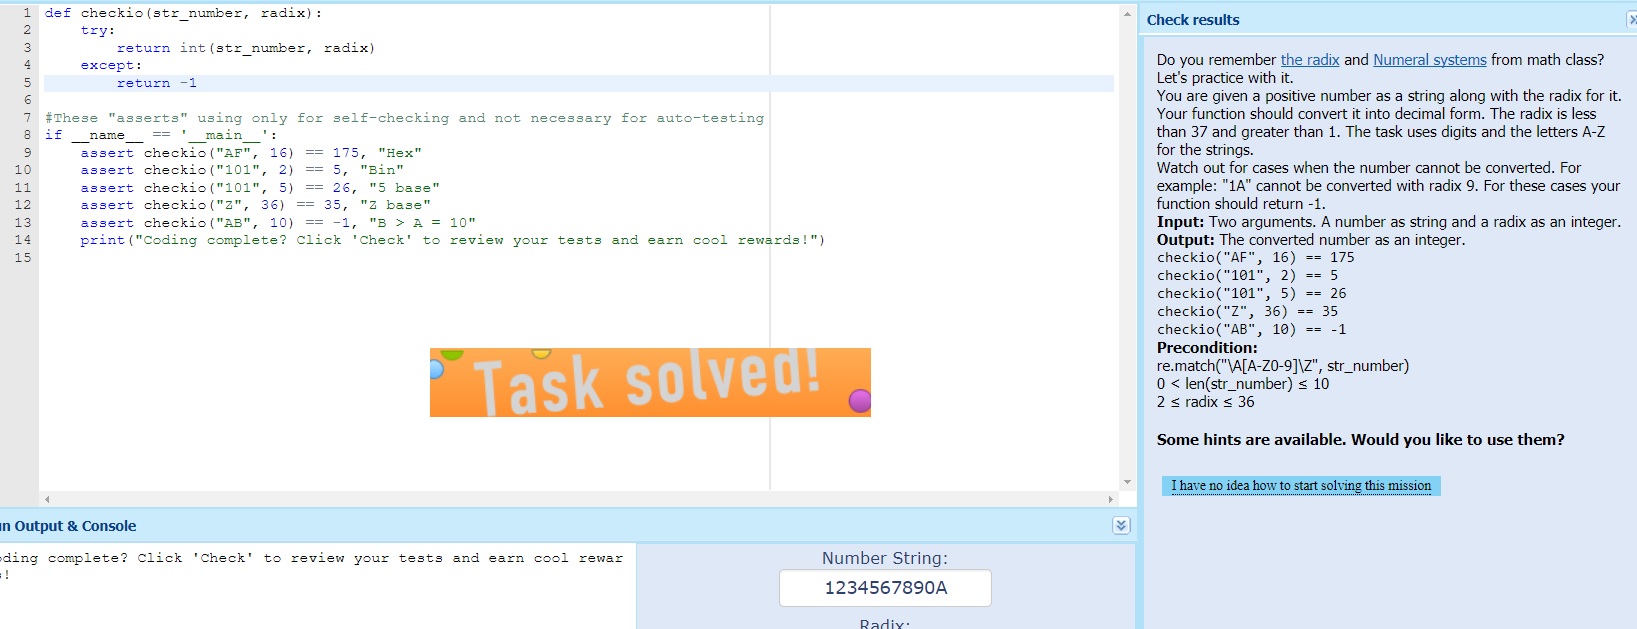 1 def checkio(str_number, radix):
2 try:
3 return int(str_number, radix)
4 except:
5 return -1
6
7 #These "asserts" using only for self-checking and not necessary for auto-testing
8 if __name__ == '__main__':
9 assert checkio("AF", 16) == 175, "Hex"
10 assert checkio("101", 2) == 5, "Bin"
11 assert checkio("101", 5) == 26, "5 base"
12 assert checkio("Z", 36) == 35, "Z base"
13 assert checkio("AB", 10) == -1, "B > A = 10"
14 print("Coding complete? Click 'Check' to review your tests and earn cool rewards!")
15
Task solved!
Output & Console
complete? Click 'Check' to review your tests and earn cool rewar
!
Number String:
1234567890A
Radix:
Check results
Do you remember the radix and Numeral systems from math class?
Let's practice with it.
You are given a positive number as a string along with the radix for it.
Your function should convert it into decimal form. The radix is less
than 37 and greater than 1. The task uses digits and the letters A-Z
for the strings.
Watch out for cases when the number cannot be converted. For
example: "1A" cannot be converted with radix 9. For these cases your
function should return -1.
Input: Two arguments. A number as string and a radix as an integer.
Output: The converted number as an integer.
checkio("AF", 16) == 175
checkio("101", 2) == 5
checkio("101", 5) == 26
checkio("Z", 36) == 35
checkio("AB", 10) == -1
Precondition:
re.match("\A[A-Z0-9]\Z", str_number)
0 < len(str_number) ≤ 10
2 ≤ radix ≤ 36
Some hints are available. Would you like to use them?
I have no idea how to start solving this mission